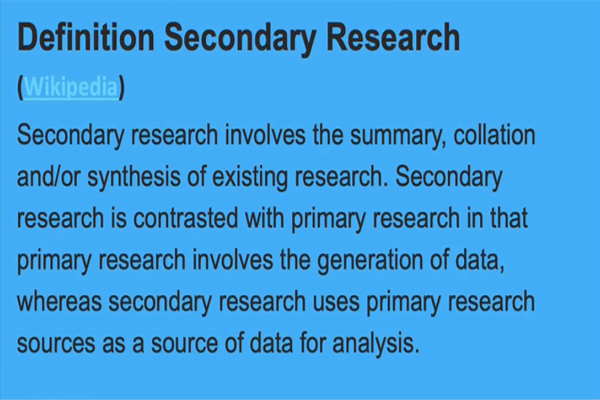 Definition Secondary Research
(Wikipedia)
Secondary research involves the summary, collation
and/or synthesis of existing research. Secondary
research is contrasted with primary research in that
primary research involves the generation of data,
whereas secondary research uses primary research
sources as a source of data for analysis.